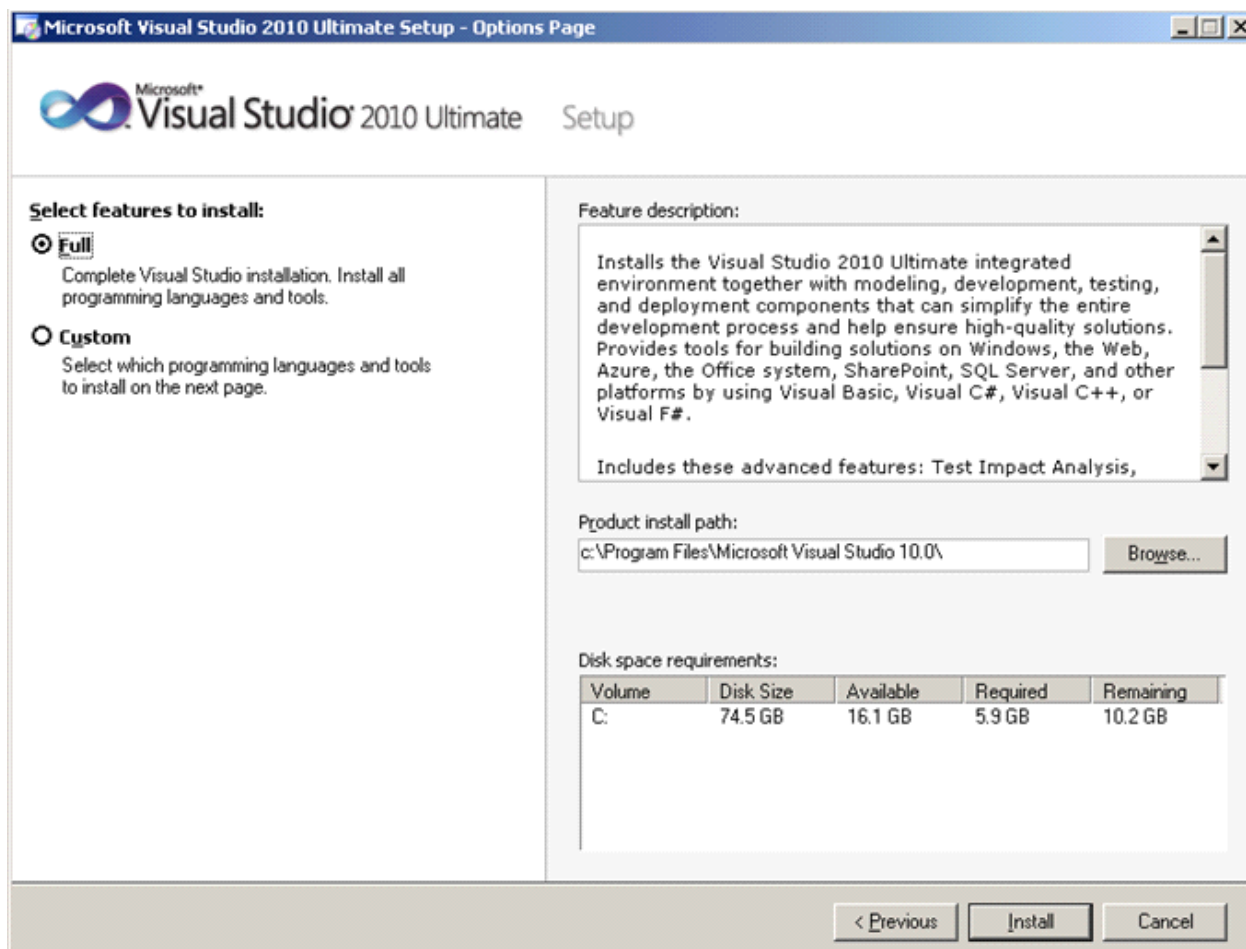 Microsoft Visual Studio 2010 Ultimate Setup - Options Page
Microsoft®
Visual Studio® 2010 Ultimate Setup
Select features to install:
Full
Complete Visual Studio installation. Install all
programming languages and tools.
Custom
Select which programming languages and tools
to install on the next page.
Feature description:
Installs the Visual Studio 2010 Ultimate integrated
environment together with modeling, development, testing,
and deployment components that can simplify the entire
development process and help ensure high-quality solutions.
Provides tools for building solutions on Windows, the Web,
Azure, the Office system, SharePoint, SQL Server, and other
platforms by using Visual Basic, Visual C#, Visual C++, or
Visual F#.
Includes these advanced features: Test Impact Analysis,
Product install path:
c:\Program Files\Microsoft Visual Studio 10.0\
Browse...
Disk space requirements:
Volume Disk Size Available Required Remaining
C: 74.5 GB 16.1 GB 5.9 GB 10.2 GB
< Previous Install Cancel